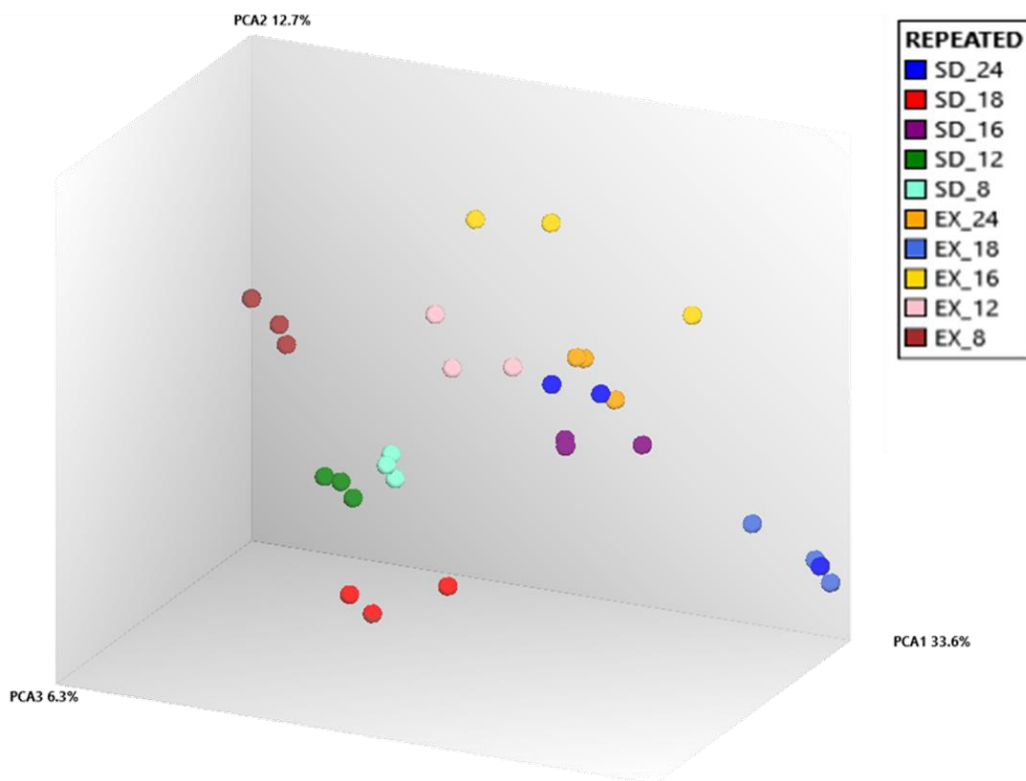 PCA2 12.7%
REPEATED
SD_24
SD_18
SD_16
SD_12
SD_8
EX_24
EX_18
EX_16
EX_12
EX_8
PCA1 33.6%
PCA3 6.3%